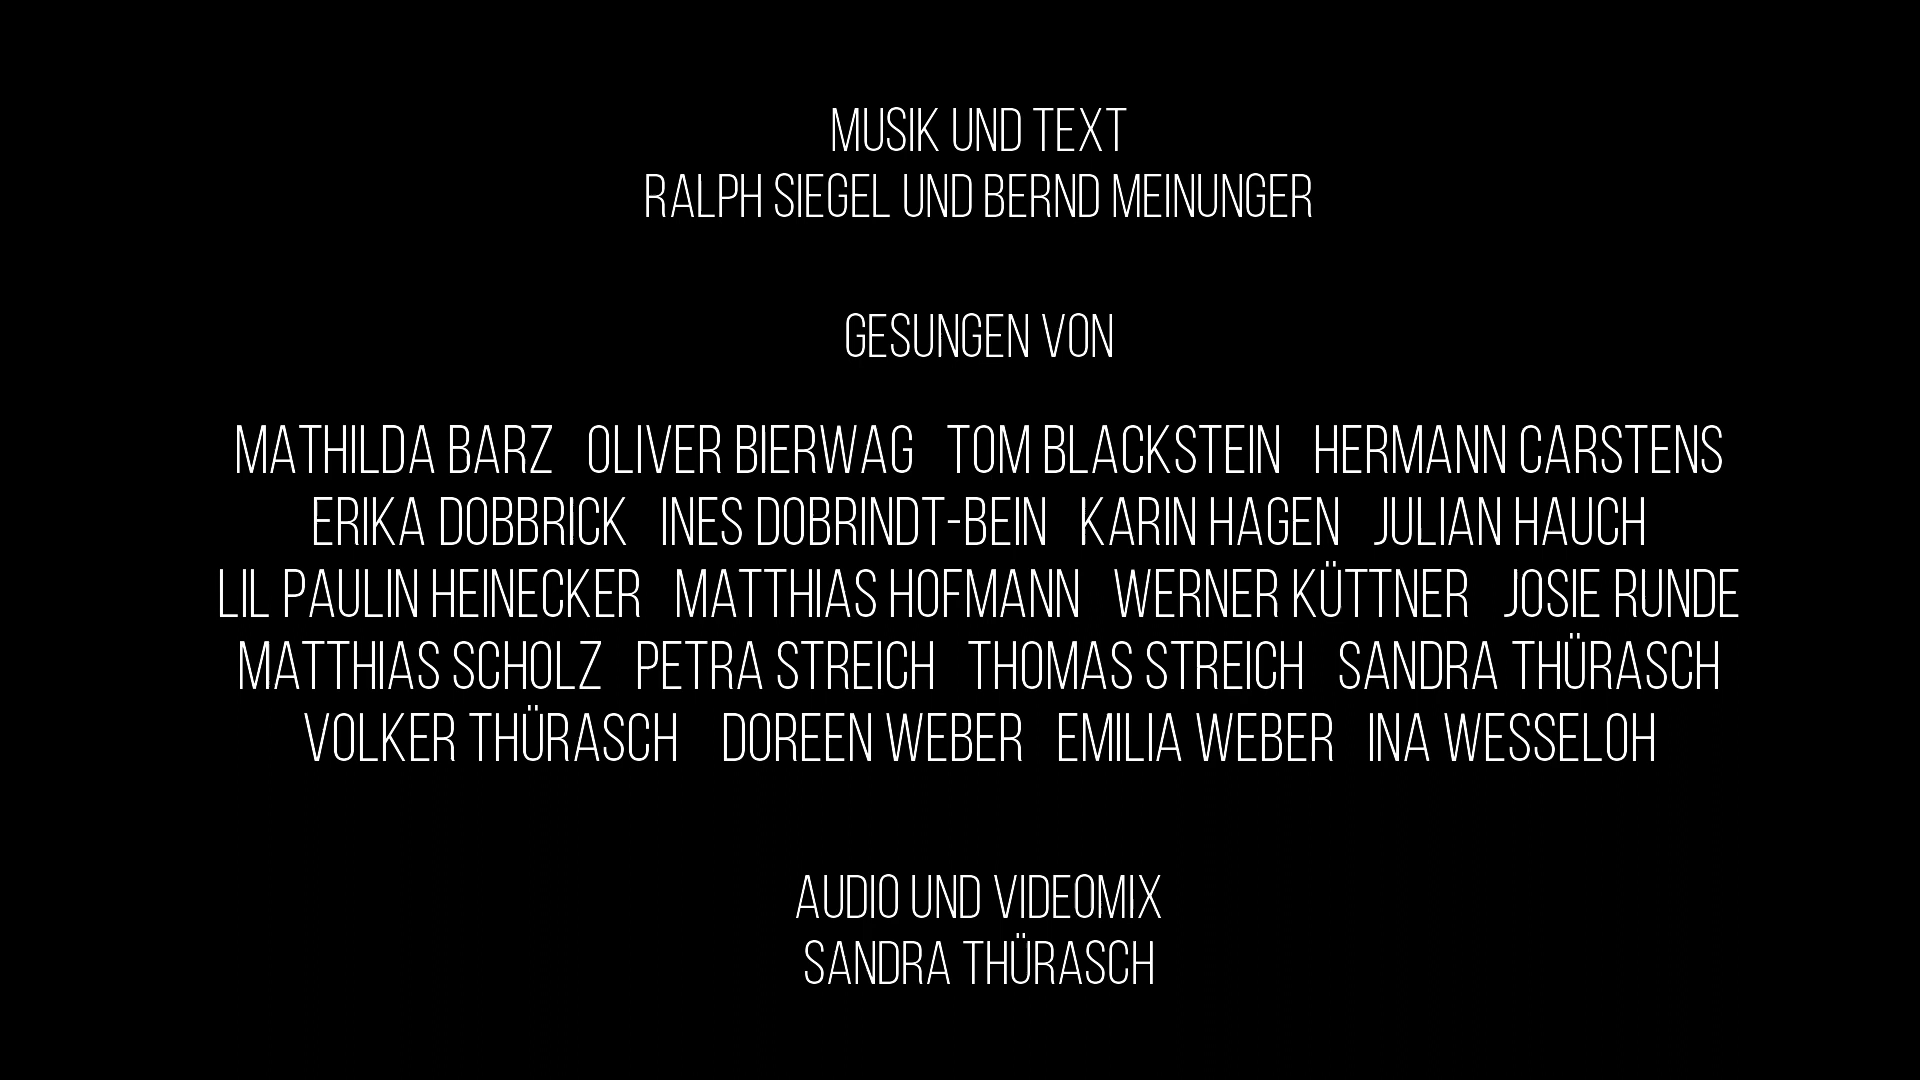 MUSIK UND TEXT
RALPH SIEGEL UND BERND MEINUNGER
GESUNGEN VON
MATHILDA BARZ OLIVER BIERWAG TOM BLACKSTEIN HERMANN CARSTENS
ERIKA DOBBRICK INES DOBRINDT-BEIN KARIN HAGEN JULIAN HAUCH
LIL PAULIN HEINECKER MATTHIAS HOFMANN WERNER KÜTTNER JOSIE RUNDE
MATTHIAS SCHOLZ PETRA STREICH THOMAS STREICH SANDRA THÜRASCH
VOLKER THÜRASCH DOREEN WEBER EMILIA WEBER INA WESSELOH
AUDIO UND VIDEOMIX
SANDRA THÜRASCH